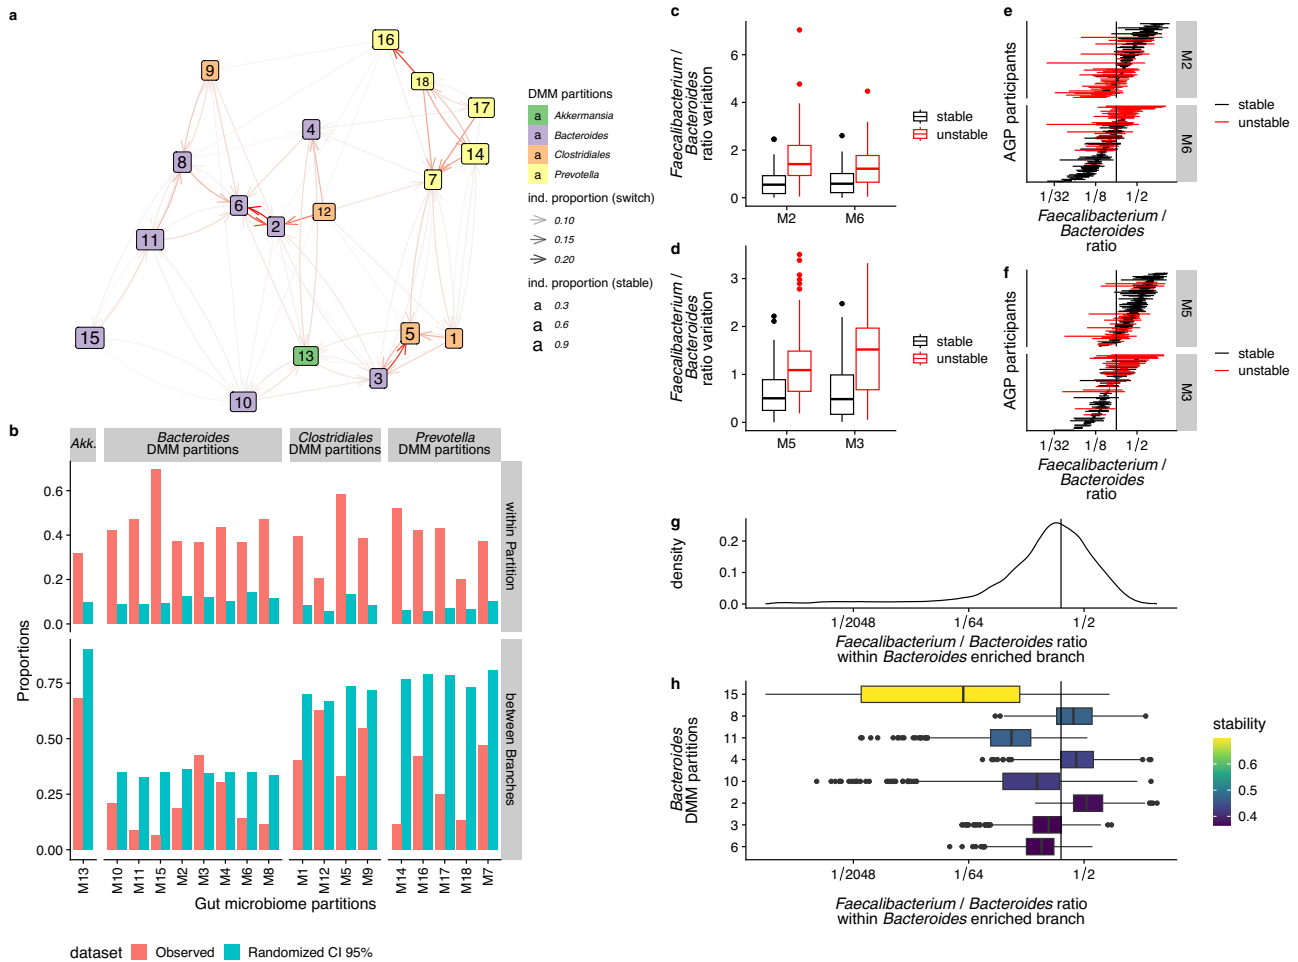 a
16
9
18
DMM partitions
a Akkermansia
a Bacteroides
a Clostridiales
a Prevotella
17
4
14
8
7
ind. proportion (switch)
0.10
0.15
0.20
6
12
2
11
ind. proportion (stable)
a 0.3
a 0.6
a 0.9
15
5
1
13
3
10
b
Akk.
Bacteroides
DMM partitions
Clostridiales
DMM partitions
Prevotella
DMM partitions
0.6
0.4
0.2
0.0
within Partition
Proportions
0.75
0.50
0.25
0.00
between Branches
M13
M10
M11
M15
M2
M3
M4
M6
M8
M1
M12
M5
M9
M14
M16
M17
M18
M7
Gut microbiome partitions
dataset
Observed
Randomized CI 95%
c
Faecalibacterium /
Bacteroides
ratio variation
6
4
2
0
M2
M6
stable
unstable
d
Faecalibacterium /
Bacteroides
ratio variation
3
2
1
0
M5
M3
stable
unstable
e
AGP participants
M2
M6
1/32
1/8
1/2
Faecalibacterium /
Bacteroides
ratio
stable
unstable
f
AGP participants
M5
M3
1/32
1/8
1/2
Faecalibacterium /
Bacteroides
ratio
stable
unstable
g
density
0.2
0.1
0.0
1/2048
1/64
1/2
Faecalibacterium / Bacteroides ratio
within Bacteroides enriched branch
h
Bacteroides
DMM partitions
15
8
11
4
10
2
3
6
1/2048
1/64
1/2
Faecalibacterium / Bacteroides ratio
within Bacteroides enriched branch
stability
0.6
0.5
0.4